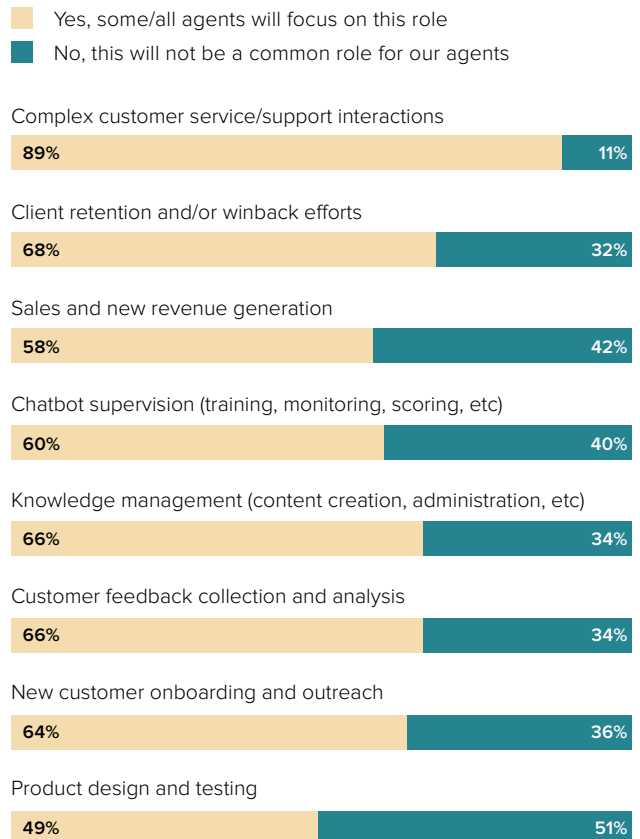 Yes, some/all agents will focus on this role
No, this will not be a common role for our agents
Complex customer service/support interactions
89% 11%
Client retention and/or winback efforts
68% 32%
Sales and new revenue generation
58% 42%
Chatbot supervision (training, monitoring, scoring, etc)
60% 40%
Knowledge management (content creation, administration, etc)
66% 34%
Customer feedback collection and analysis
66% 34%
New customer onboarding and outreach
64% 36%
Product design and testing
49% 51%